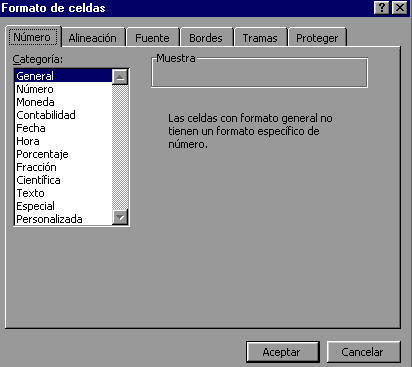 Formato de celdas
Número Alineación Fuente Bordes Tramas Proteger
Categoría:
General
Número
Moneda
Contabilidad
Fecha
Hora
Porcentaje
Fracción
Científica
Texto
Especial
Personalizada
Muestra
Las celdas con formato general no
tienen un formato específico de
número.
Aceptar Cancelar